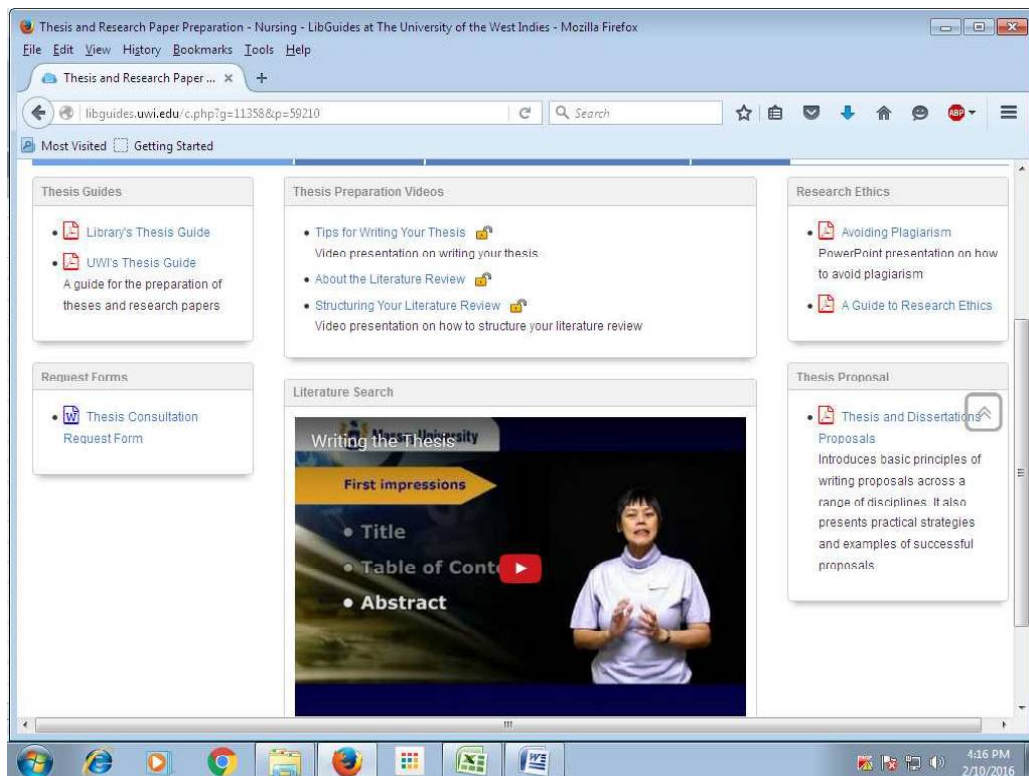 Thesis and Research Paper Preparation - Nursing - LibGuides at The University of the West Indies - Mozilla Firefox
File Edit View History Bookmarks Tools Help
Thesis and Research Paper ... × +
libguides.uwi.edu/c.php?g=11358&p=59210
Search
ABP
Most Visited Getting Started
Thesis Guides
Library's Thesis Guide
UWI's Thesis Guide
A guide for the preparation of
theses and research papers
Request Forms
Thesis Consultation
Request Form
Thesis Preparation Videos
Tips for Writing Your Thesis
Video presentation on writing your thesis
About the Literature Review
Structuring Your Literature Review
Video presentation on how to structure your literature review
Literature Search
Massey University
Writing the Thesis
First impressions
• Title
• Table of Conte
• Abstract
Research Ethics
Avoiding Plagiarism
PowerPoint presentation on how
to avoid plagiarism
A Guide to Research Ethics
Thesis Proposal
Thesis and Dissertations
Proposals
Introduces basic principles of
writing proposals across a
range of disciplines. It also
presents practical strategies
and examples of successful
proposals
4:16 PM
2/10/2016